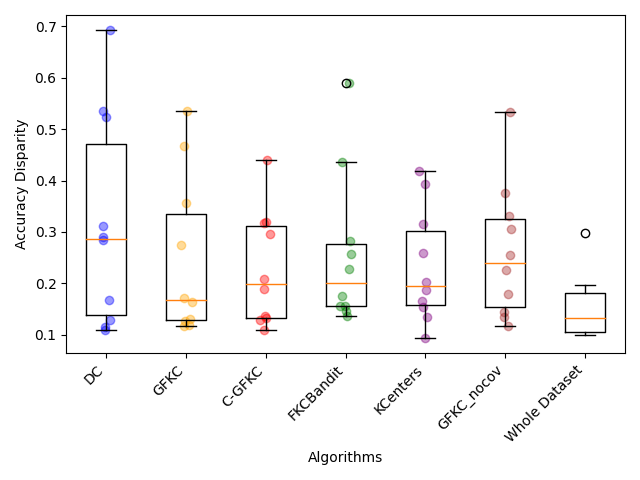 0.7
0.6
0.5
0.4
0.3
0.2
0.1
Accuracy Disparity
DC
GFKC
C-GFKC
FKCBandit
KCenters
GFKC_nocov
Whole Dataset
Algorithms